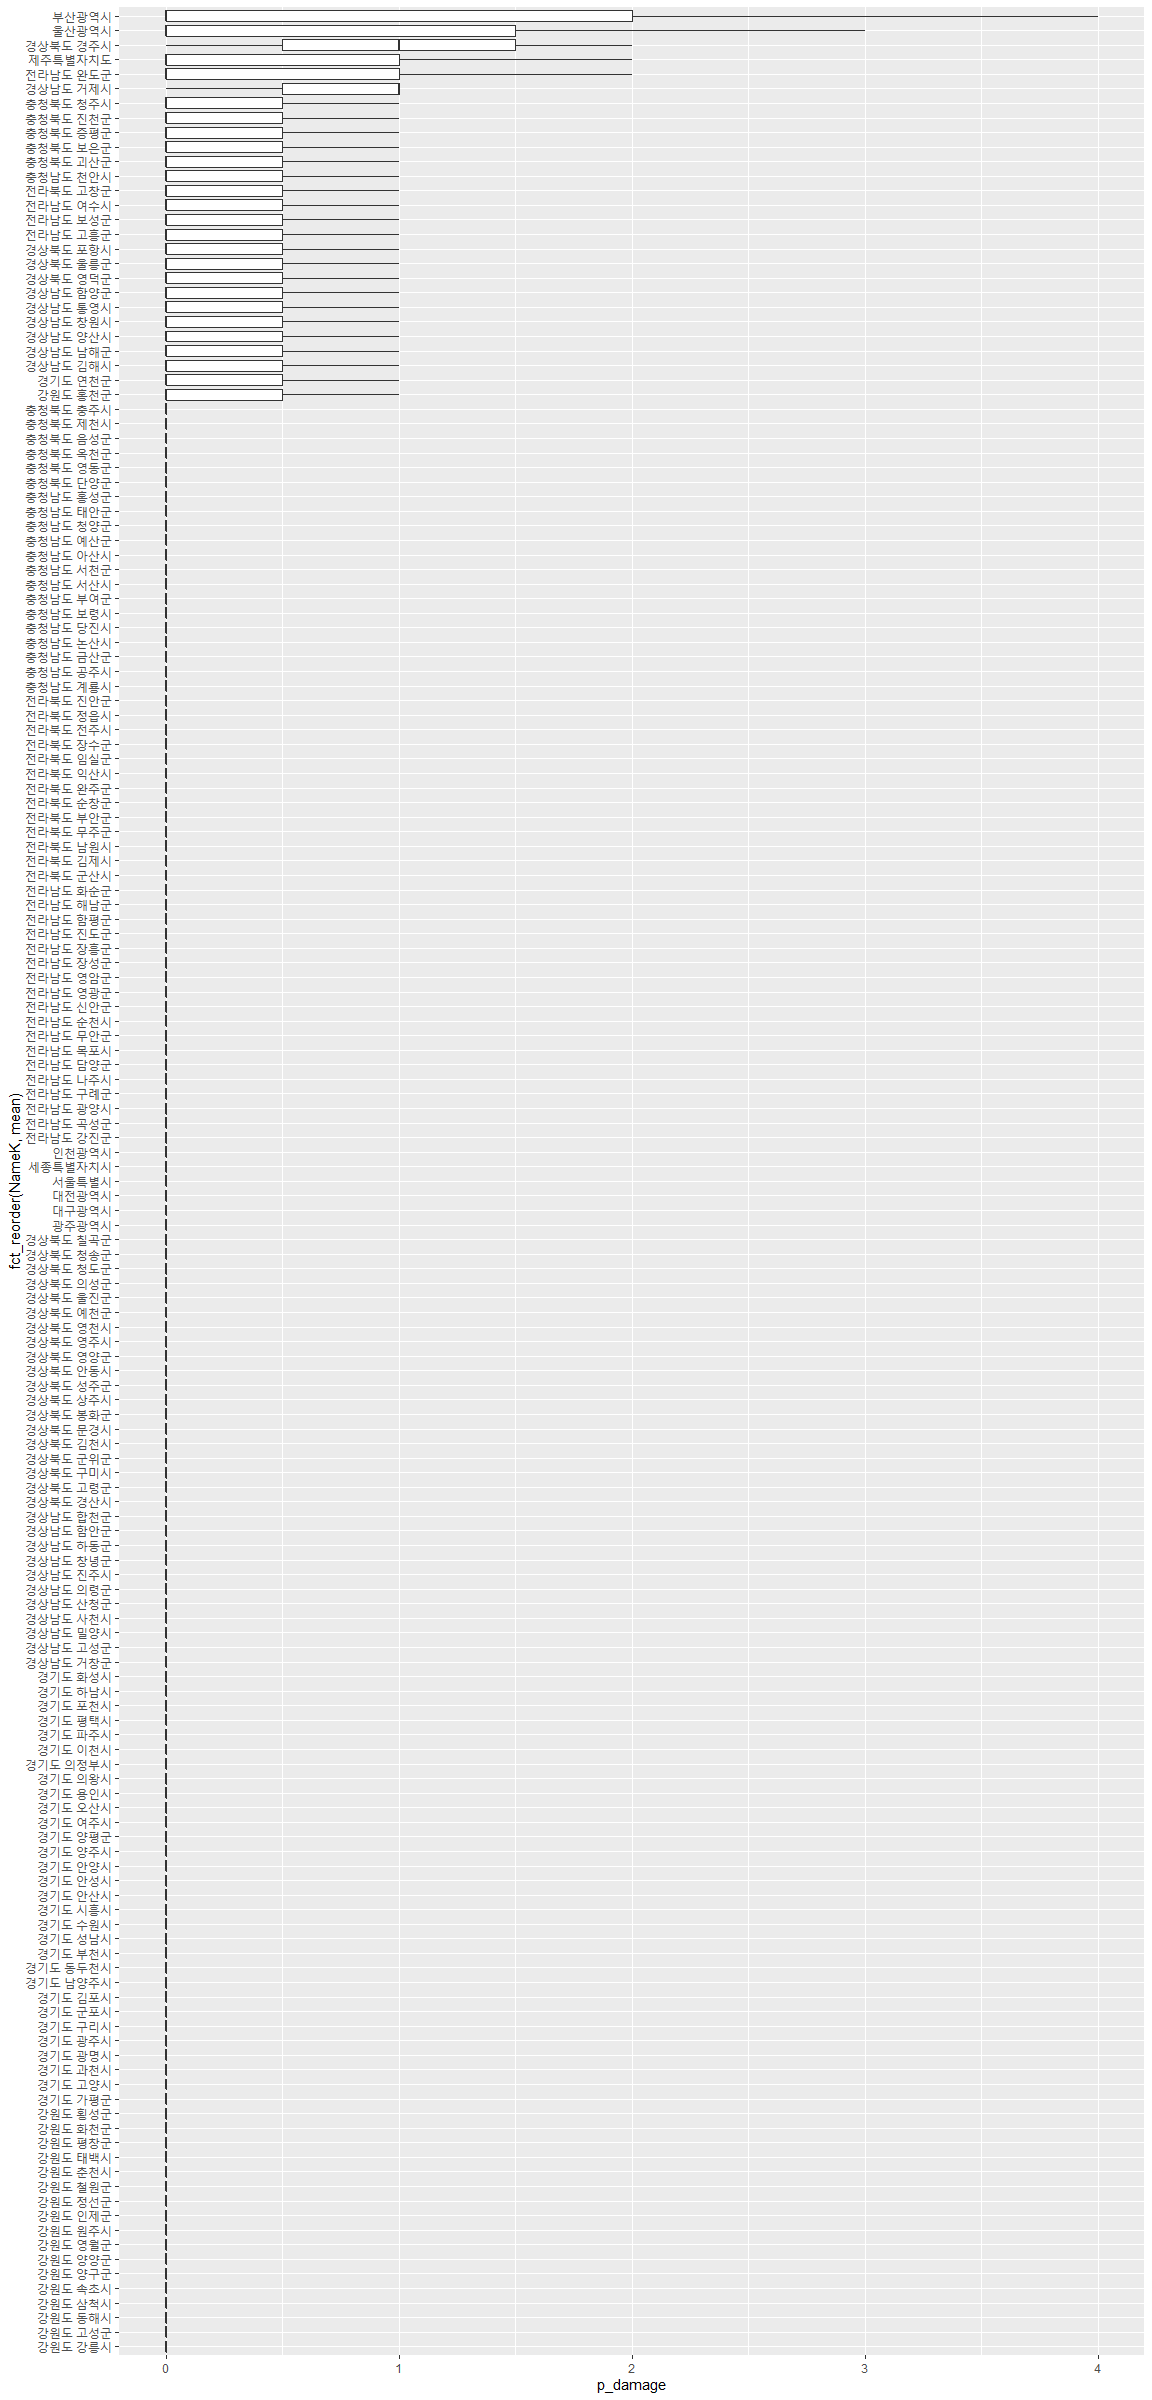 부산광역시
울산광역시
경상북도 경주시
제주특별자치도
전라남도 완도군
경상남도 거제시
충청북도 청주시
충청북도 진천군
충청북도 증평군
충청북도 보은군
충청북도 괴산군
충청남도 천안시
전라북도 고창군
전라남도 여수시
전라남도 보성군
전라남도 고흥군
경상북도 포항시
경상북도 울릉군
경상북도 영덕군
경상남도 함양군
경상남도 통영시
경상남도 창원시
경상남도 양산시
경상남도 남해군
경상남도 김해시
경기도 연천군
강원도 홍천군
충청북도 충주시
충청북도 제천시
충청북도 음성군
충청북도 옥천군
충청북도 영동군
충청북도 단양군
충청남도 홍성군
충청남도 태안군
충청남도 청양군
충청남도 예산군
충청남도 아산시
충청남도 서천군
충청남도 서산시
충청남도 부여군
충청남도 보령시
충청남도 당진시
충청남도 논산시
충청남도 금산군
충청남도 공주시
충청남도 계룡시
전라북도 진안군
전라북도 정읍시
전라북도 전주시
전라북도 장수군
전라북도 임실군
전라북도 익산시
전라북도 완주군
전라북도 순창군
전라북도 부안군
전라북도 무주군
전라북도 남원시
전라북도 김제시
전라북도 군산시
전라남도 화순군
전라남도 해남군
전라남도 함평군
전라남도 진도군
전라남도 장흥군
전라남도 장성군
전라남도 영암군
전라남도 영광군
전라남도 신안군
전라남도 순천시
전라남도 무안군
전라남도 목포시
전라남도 담양군
전라남도 나주시
전라남도 구례군
전라남도 광양시
전라남도 곡성군
전라남도 강진군
인천광역시
세종특별자치시
서울특별시
대전광역시
대구광역시
광주광역시
경상북도 칠곡군
경상북도 청송군
경상북도 청도군
경상북도 의성군
경상북도 울진군
경상북도 예천군
경상북도 영천시
경상북도 영주시
경상북도 영양군
경상북도 안동시
경상북도 성주군
경상북도 상주시
경상북도 봉화군
경상북도 문경시
경상북도 김천시
경상북도 군위군
경상북도 구미시
경상북도 고령군
경상북도 경산시
경상남도 합천군
경상남도 함안군
경상남도 하동군
경상남도 창녕군
경상남도 진주시
경상남도 의령군
경상남도 산청군
경상남도 사천시
경상남도 밀양시
경상남도 고성군
경상남도 거창군
경기도 화성시
경기도 하남시
경기도 포천시
경기도 평택시
경기도 파주시
경기도 이천시
경기도 의정부시
경기도 의왕시
경기도 용인시
경기도 오산시
경기도 여주시
경기도 양평군
경기도 양주시
경기도 안양시
경기도 안성시
경기도 안산시
경기도 시흥시
경기도 수원시
경기도 성남시
경기도 부천시
경기도 동두천시
경기도 남양주시
경기도 김포시
경기도 군포시
경기도 구리시
경기도 광주시
경기도 광명시
경기도 과천시
경기도 고양시
경기도 가평군
강원도 횡성군
강원도 화천군
강원도 평창군
강원도 태백시
강원도 춘천시
강원도 철원군
강원도 정선군
강원도 인제군
강원도 원주시
강원도 영월군
강원도 양양군
강원도 양구군
강원도 속초시
강원도 삼척시
강원도 동해시
강원도 고성군
강원도 강릉시
fct_reorder(NameK, mean)
0 1 2 3 4
p_damage